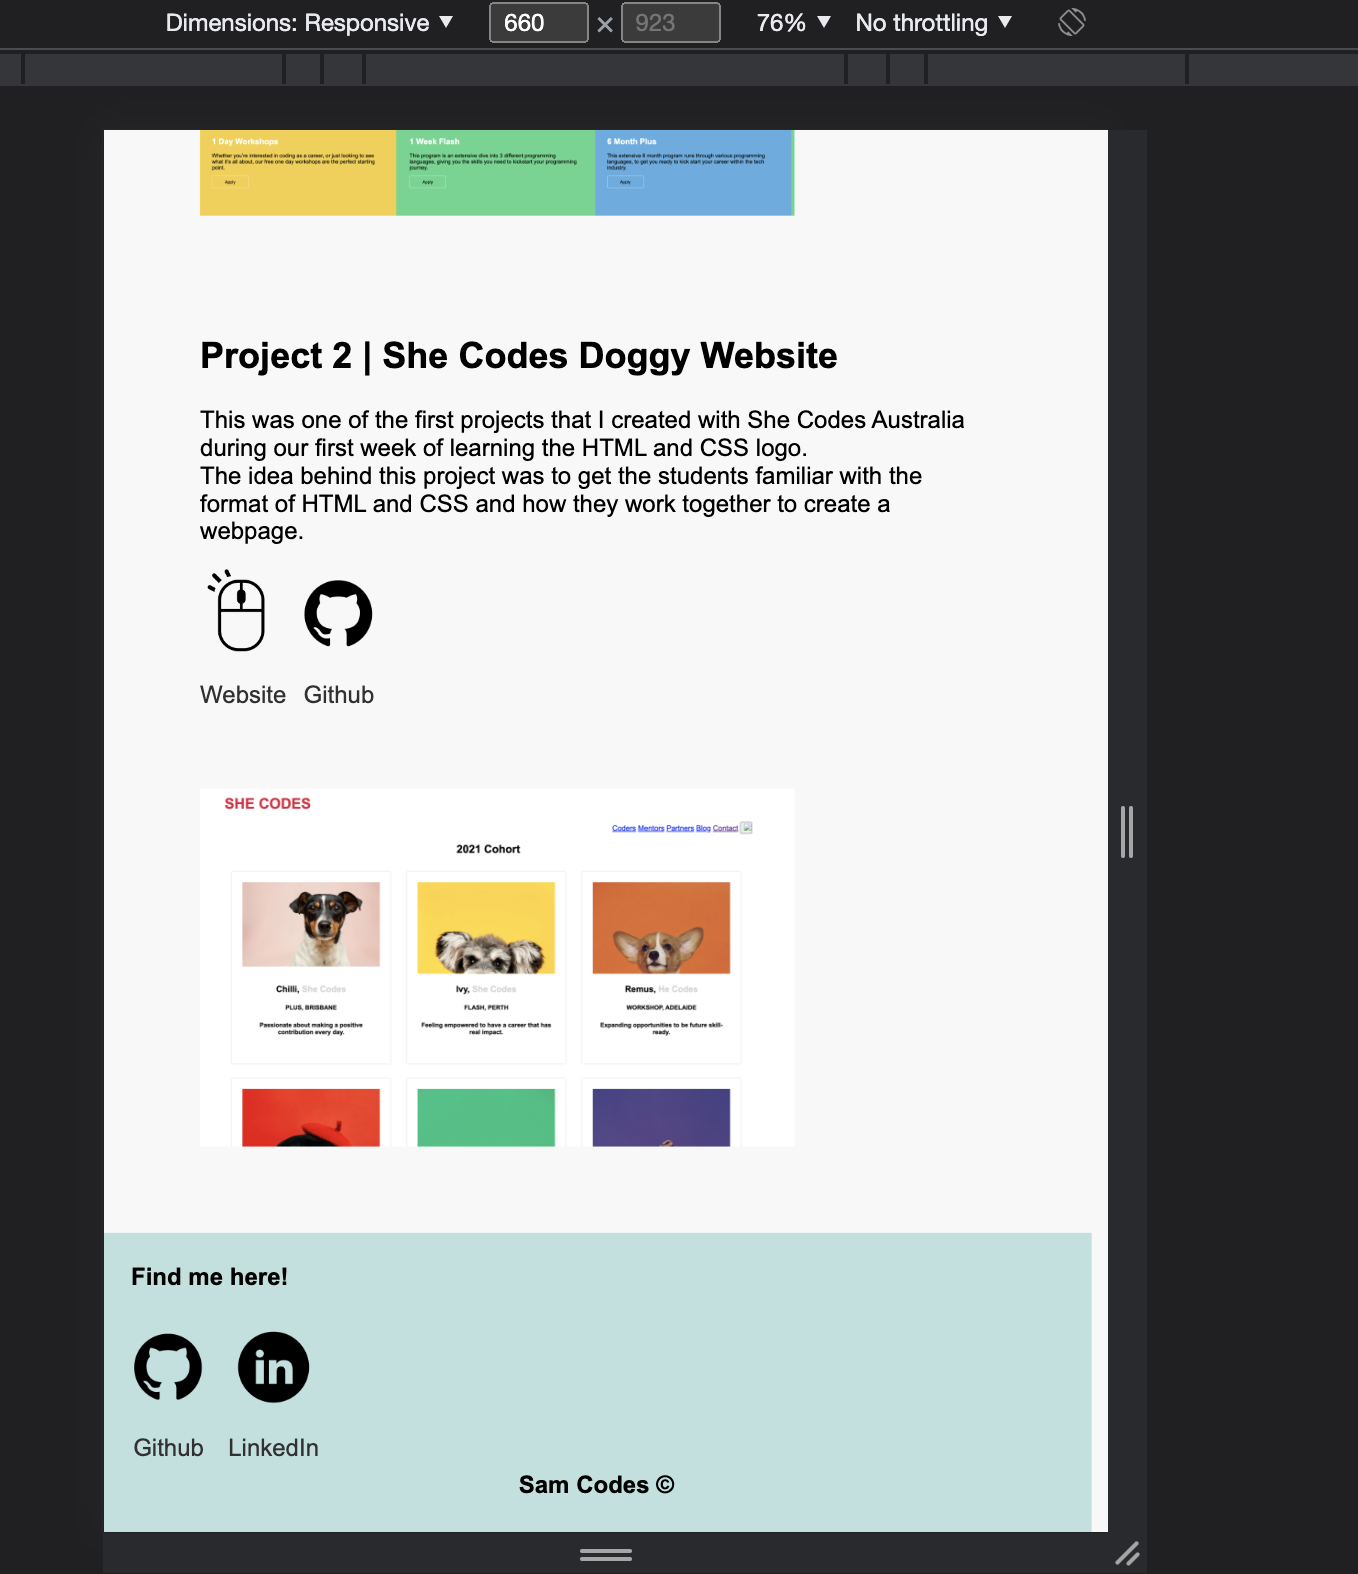 Dimensions: Responsive ▼ 660 × 923 76% ▼ No throttling ▼
1 Day Workshops
Whether you're interested in coding as a career, or just looking to see
what it's all about, our free one day workshops are the perfect starting
point.
Apply
1 Week Flash
This program is an extensive dive into 3 different programming
languages, giving you the skills you need to kickstart your programming
journey.
Apply
6 Month Plus
This extensive 6 month program runs through various programming
languages, to get you ready to kick start your career within the tech
industry.
Apply
Project 2 | She Codes Doggy Website
This was one of the first projects that I created with She Codes Australia
during our first week of learning the HTML and CSS logo.
The idea behind this project was to get the students familiar with the
format of HTML and CSS and how they work together to create a
webpage.
Website Github
SHE CODES
Coders Mentors Partners Blog Contact
2021 Cohort
Chilli, She Codes
PLUS, BRISBANE
Passionate about making a positive
contribution every day.
Ivy, She Codes
FLASH, PERTH
Feeling empowered to have a career that has
real impact.
Remus, He Codes
WORKSHOP, ADELAIDE
Expanding opportunities to be future skill-
ready.
Find me here!
in
Github LinkedIn
Sam Codes ©